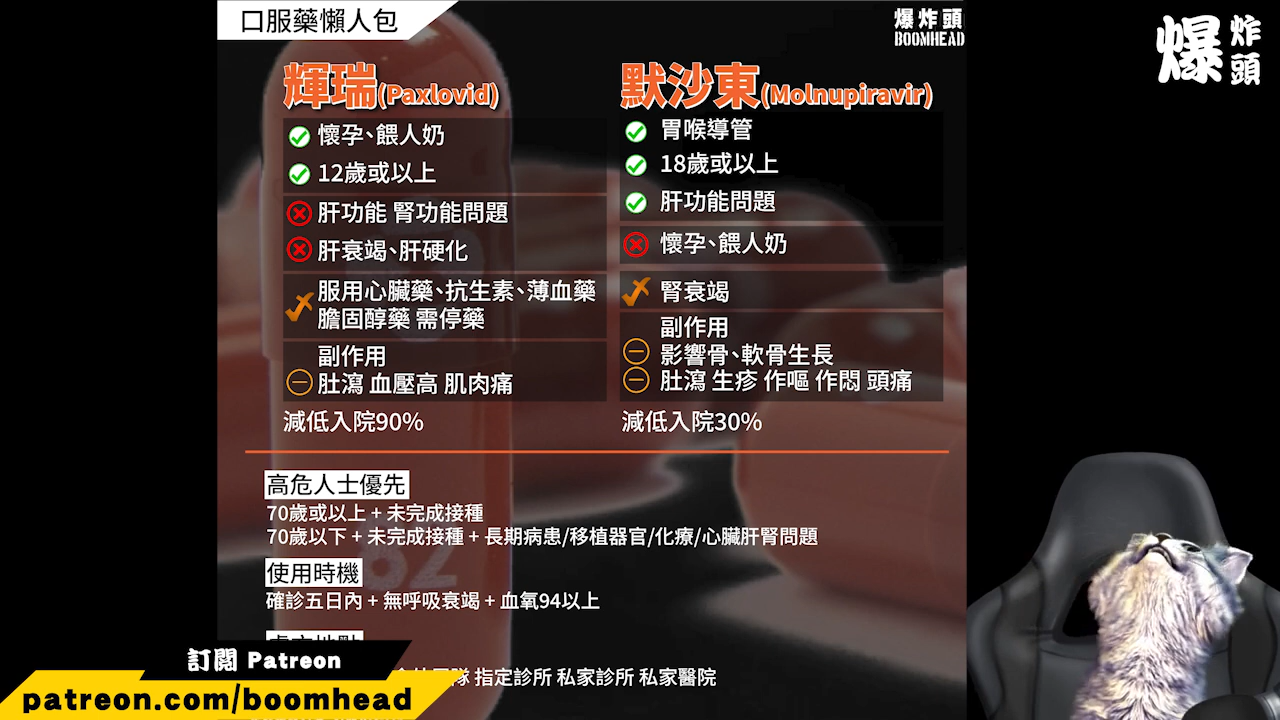 口服藥懶人包
爆炸頭
BOOMHEAD
爆炸頭
輝瑞(Paxlovid)
懷孕、餵人奶
12歲或以上
肝功能 腎功能問題
肝衰竭、肝硬化
服用心臟藥、抗生素、薄血藥
膽固醇藥 需停藥
副作用
肚瀉 血壓高 肌肉痛
減低入院90%
默沙東(Molnupiravir)
胃喉導管
18歲或以上
肝功能問題
懷孕、餵人奶
腎衰竭
副作用
影響骨、軟骨生長
肚瀉 生疹 作嘔 作悶 頭痛
減低入院30%
高危人士優先
70歲或以上 + 未完成接種
70歲以下 + 未完成接種 + 長期病患/移植器官/化療/心臟肝腎問題
使用時機
確診五日內 + 無呼吸衰竭 + 血氧94以上
隊 指定診所 私家診所 私家醫院
訂閱 Patreon
patreon.com/boomhead